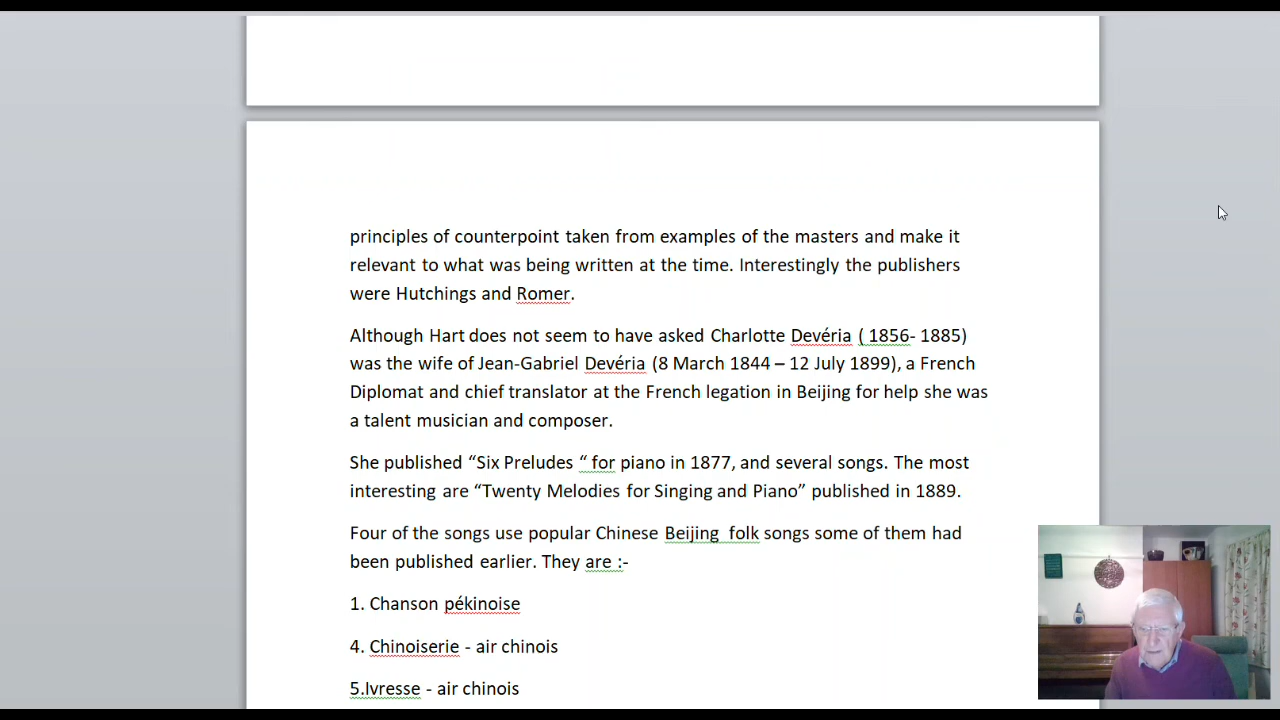 principles of counterpoint taken from examples of the masters and make it
relevant to what was being written at the time. Interestingly the publishers
were Hutchings and Romer.
Although Hart does not seem to have asked Charlotte Devéria ( 1856- 1885)
was the wife of Jean-Gabriel Devéria (8 March 1844 – 12 July 1899), a French
Diplomat and chief translator at the French legation in Beijing for help she was
a talent musician and composer.
She published “Six Preludes “ for piano in 1877, and several songs. The most
interesting are “Twenty Melodies for Singing and Piano” published in 1889.
Four of the songs use popular Chinese Beijing  folk songs some of them had
been published earlier. They are :-
1. Chanson pékinoise
4. Chinoiserie - air chinois
5.Ivresse - air chinois